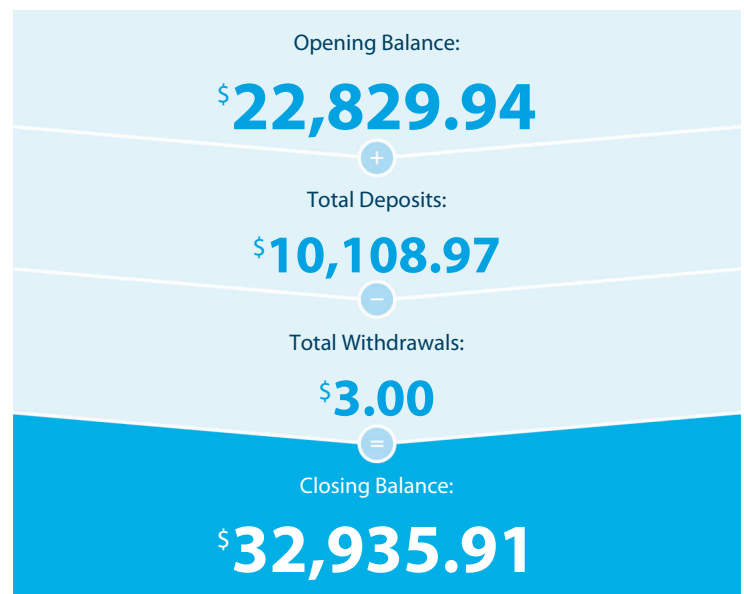 Opening Balance:
$22,829.94
+
Total Deposits:
$10,108.97
−
Total Withdrawals:
$3.00
=
Closing Balance:
$32,935.91